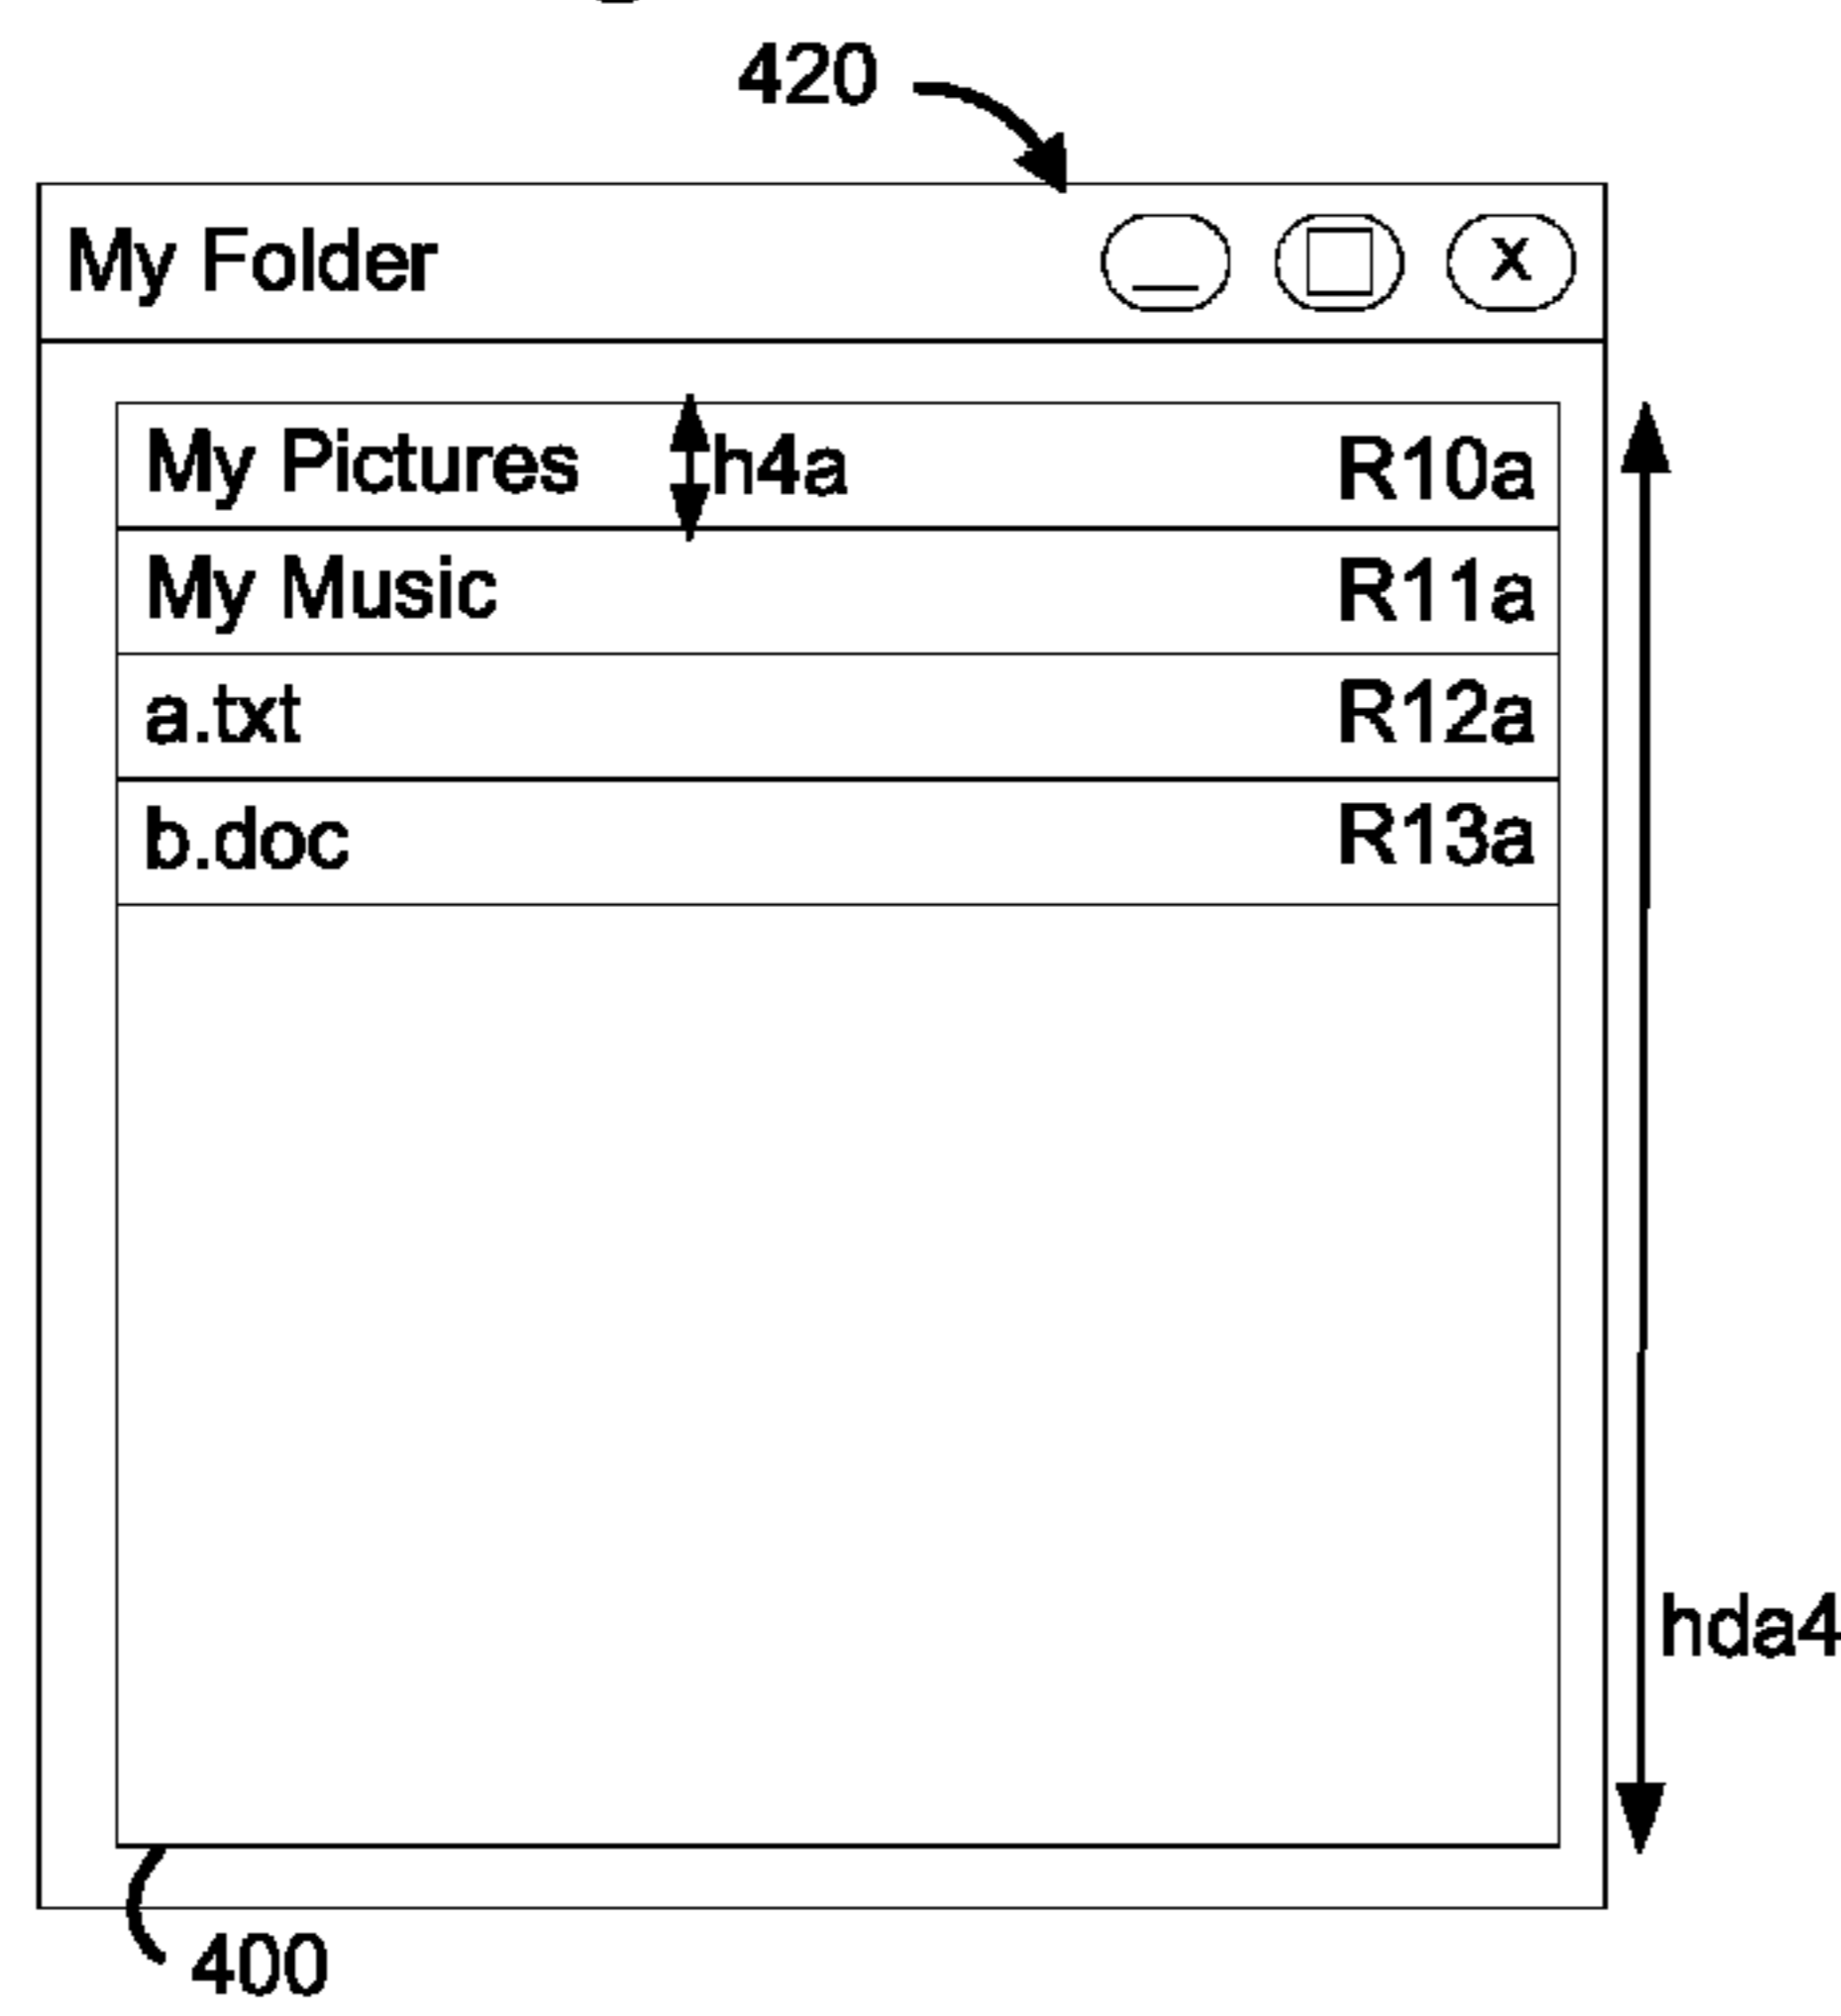 420
My Folder x
My Pictures h4a R10a
My Music R11a
a.txt R12a
b.doc R13a
hda4
400